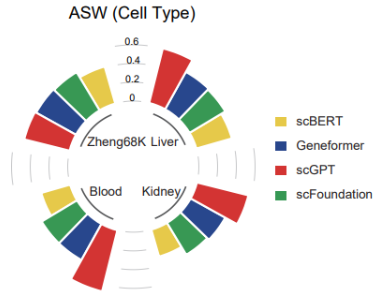 ASW (Cell Type)
0.6
0.4
0.2
0
Zheng68K Liver
Blood Kidney
scBERT
Geneformer
scGPT
scFoundation